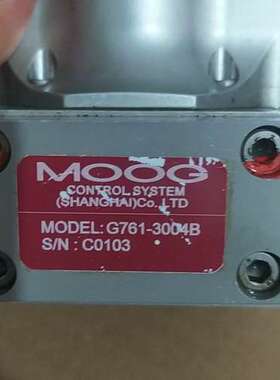 MOOG
CONTROL SYSTEM
(SHANGHAI)Co.,LTD
MODEL: G761-3004B
S/N : C0103